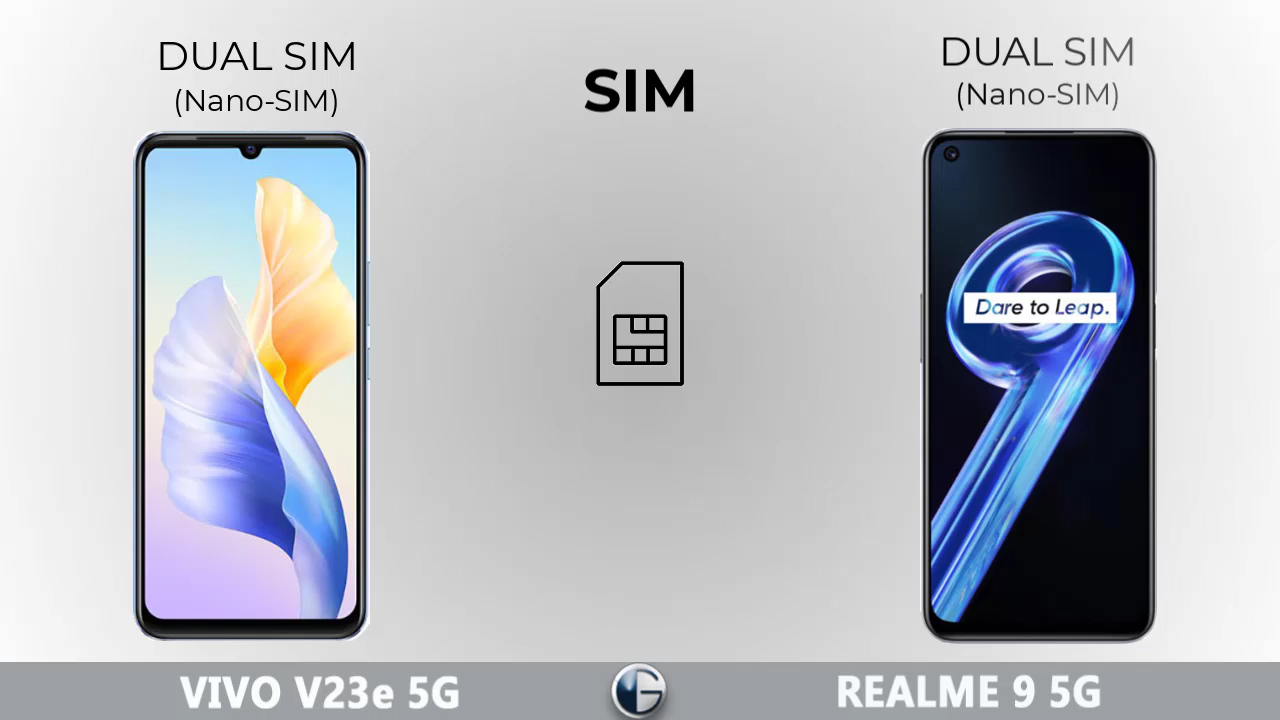 DUAL SIM
(Nano-SIM)
SIM
DUAL SIM
(Nano-SIM)
Dare to Leap.
VIVO V23e 5G
REALME 9 5G